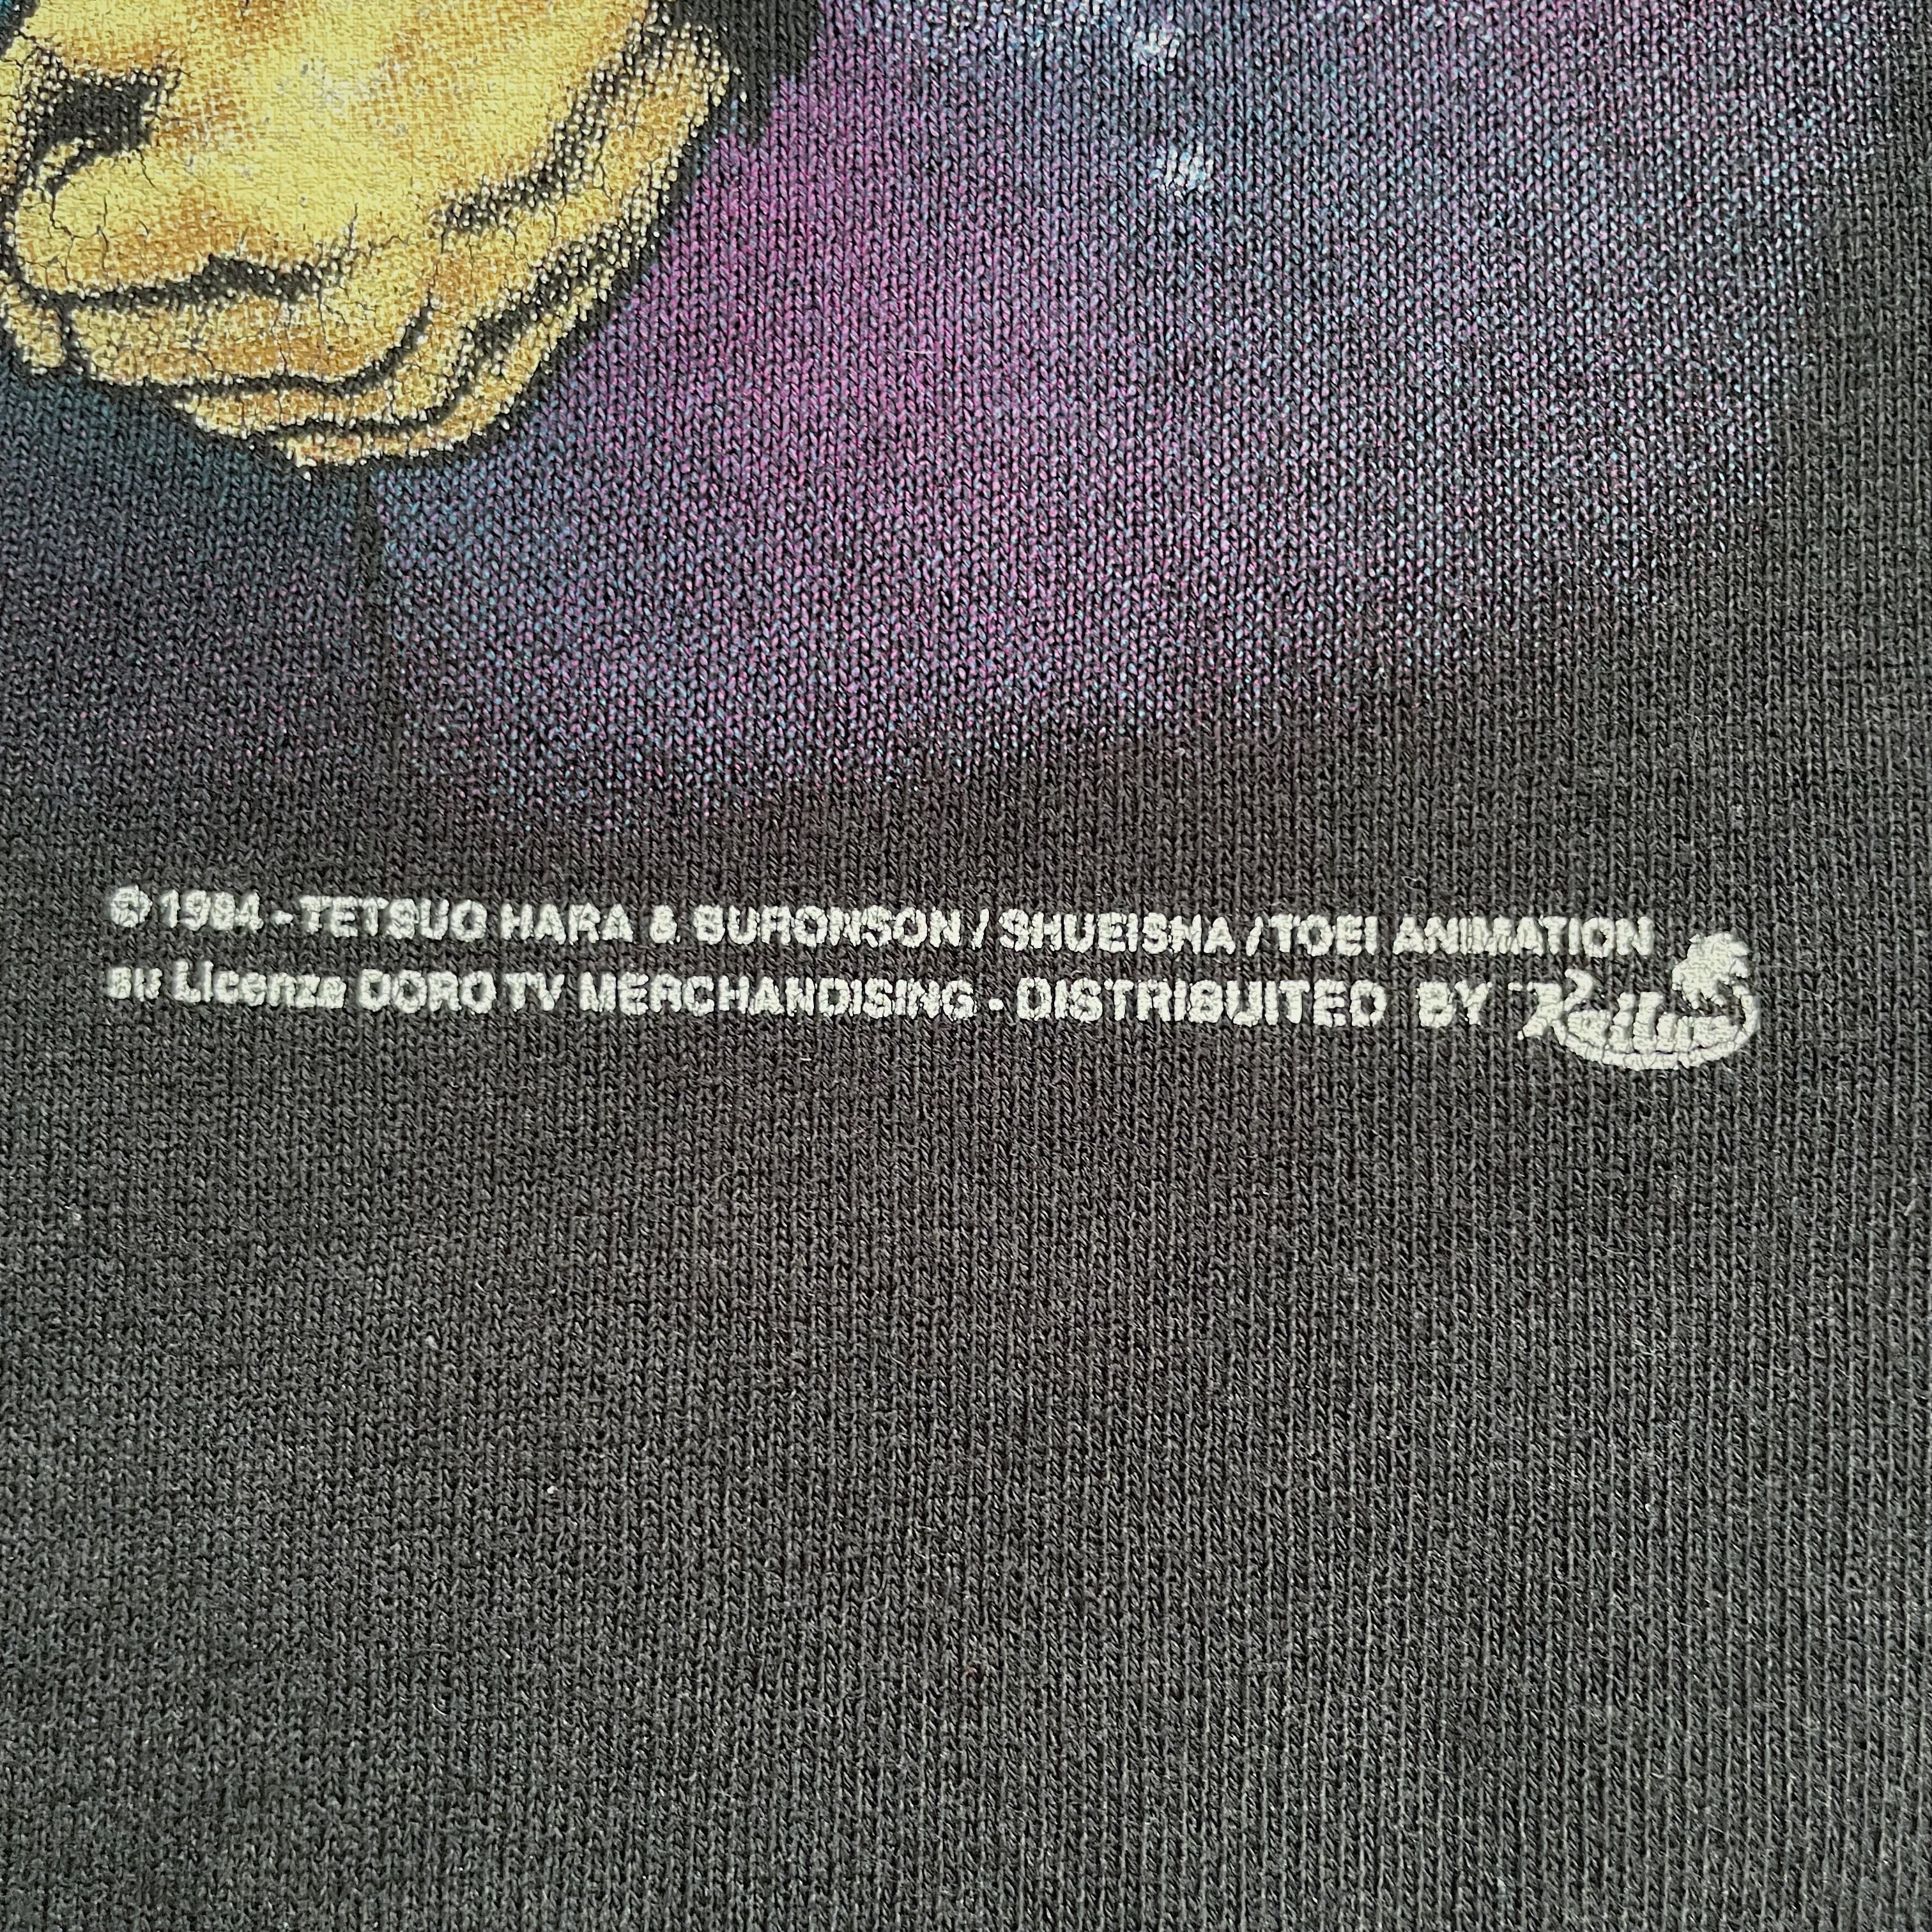 ©1984 - TETSUO HARA & BURONSON / SHUEISHA / TOEI ANIMATION
su Licenza DORO TV MERCHANDISING - DISTRIBUITED BY